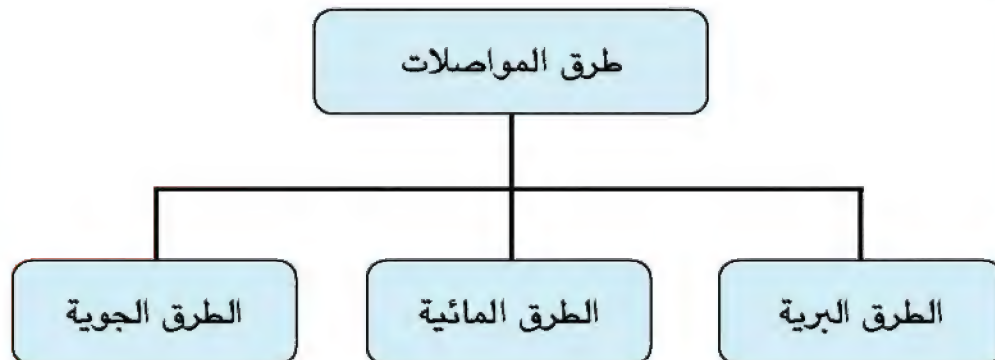 طرق المواصلات
الطرق البرية
الطرق المائية
الطرق الجوية